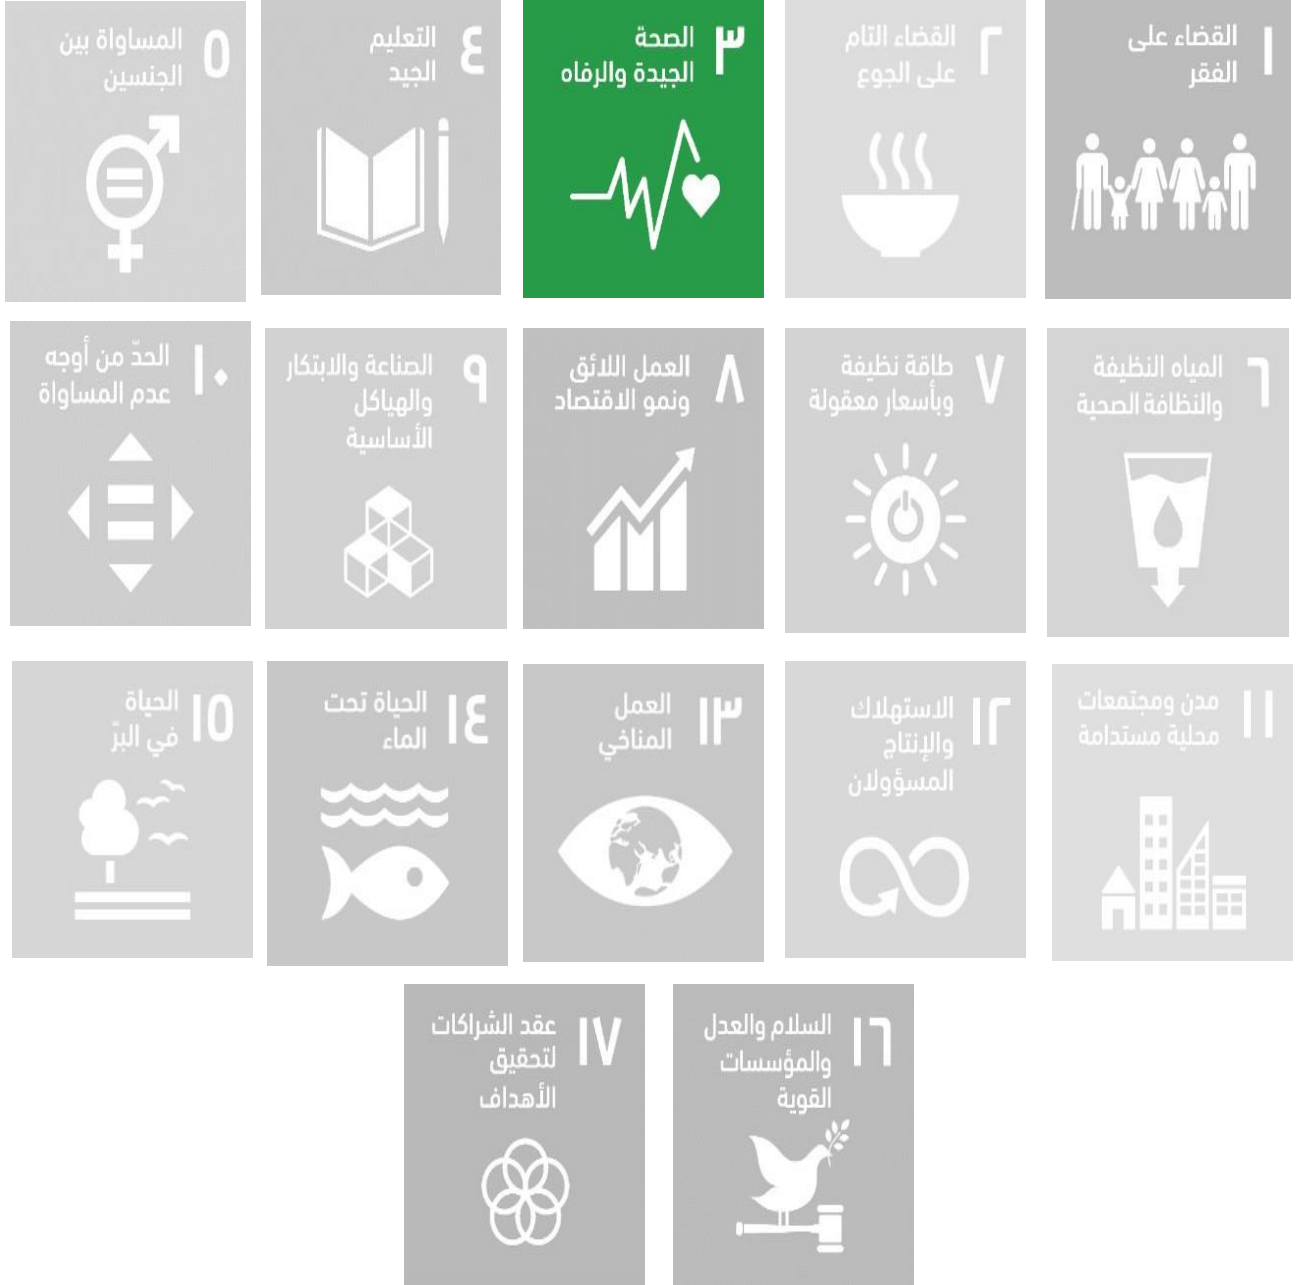 ١
القضاء على
الفقر
٢
القضاء التام
على الجوع
٣
الصحة
الجيدة والرفاه
٤
التعليم
الجيد
٥
المساواة بين
الجنسين
٦
المياه النظيفة
والنظافة الصحية
٧
طاقة نظيفة
وبأسعار معقولة
٨
العمل اللائق
ونمو الاقتصاد
٩
الصناعة والابتكار
والهياكل
الأساسية
١٠
الحدّ من أوجه
عدم المساواة
١١
مدن ومجتمعات
محلية مستدامة
١٢
الاستهلاك
والإنتاج
المسؤولان
١٣
العمل
المناخي
١٤
الحياة تحت
الماء
١٥
الحياة
في البرّ
١٦
السلام والعدل
والمؤسسات
القوية
١٧
عقد الشراكات
لتحقيق
الأهداف